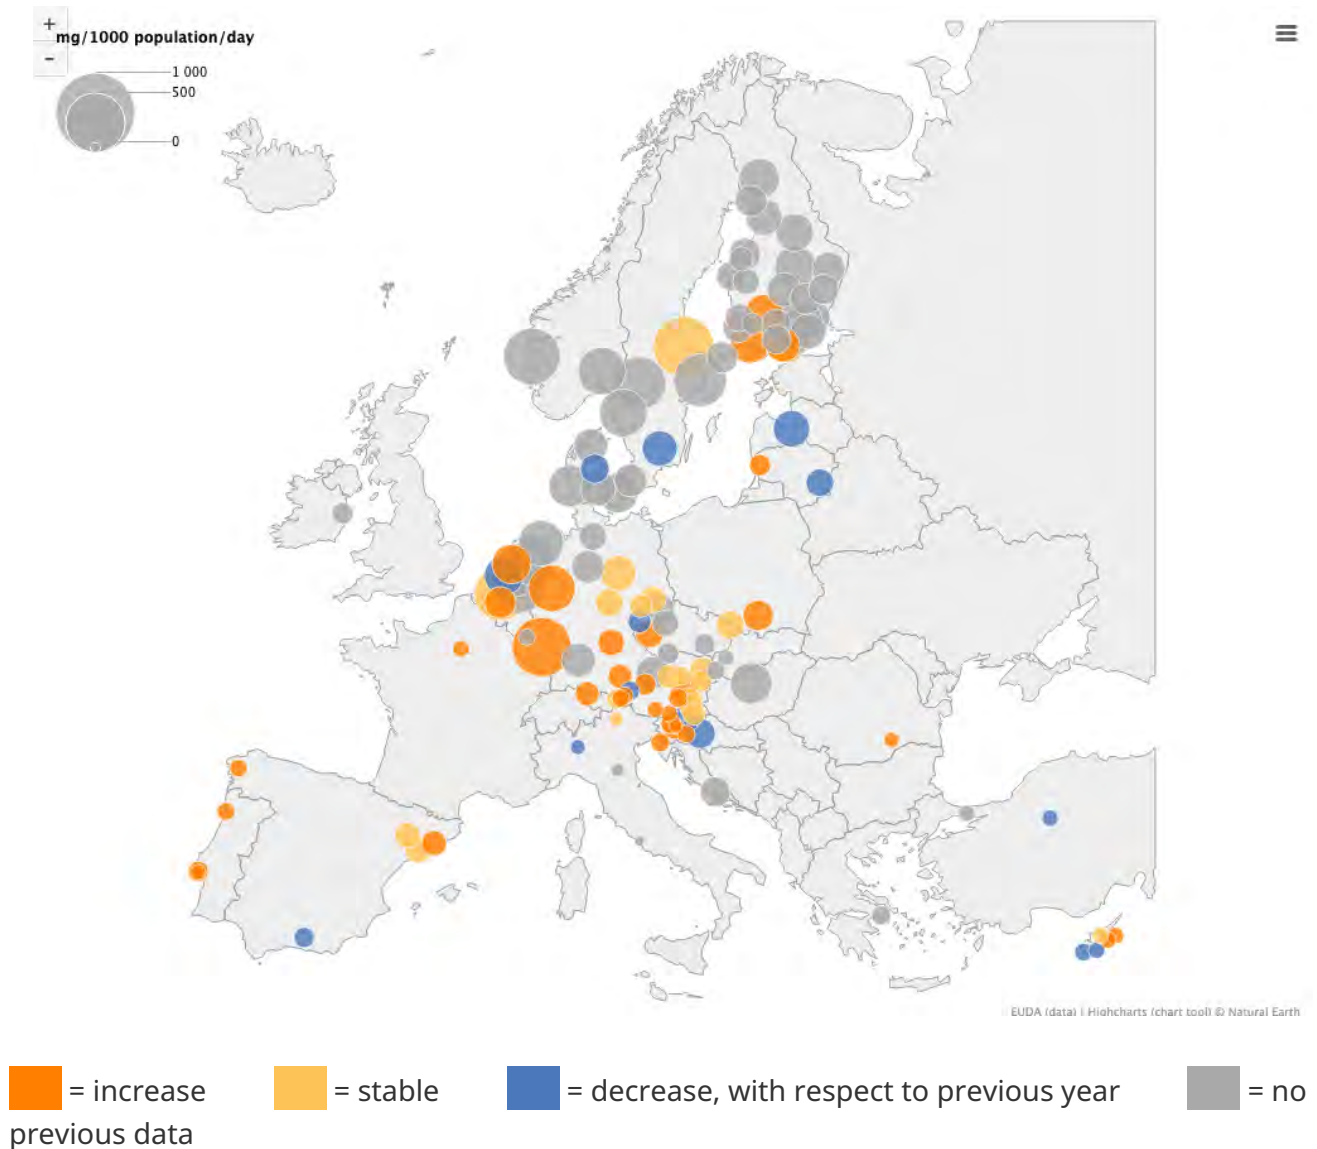 +
mg/1000 population/day
−
1 000
500
0
EUDA (data) | Highcharts (chart tool) © Natural Earth
= increase = stable = decrease, with respect to previous year = no
previous data